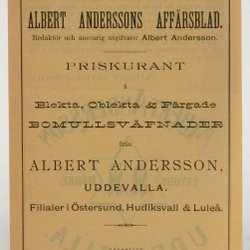 ALBERT ANDERSSONS AFFÄRSBLAD.
Redaktör och ansvarig utgifvare: Albert Andersson.
PRISKURANT
å
Blekta, Oblekta & Färgade
BOMULLSVÄFNADER
från
ALBERT ANDERSSON,
UDDEVALLA.
Filialer i Östersund, Hudiksvall & Luleå.